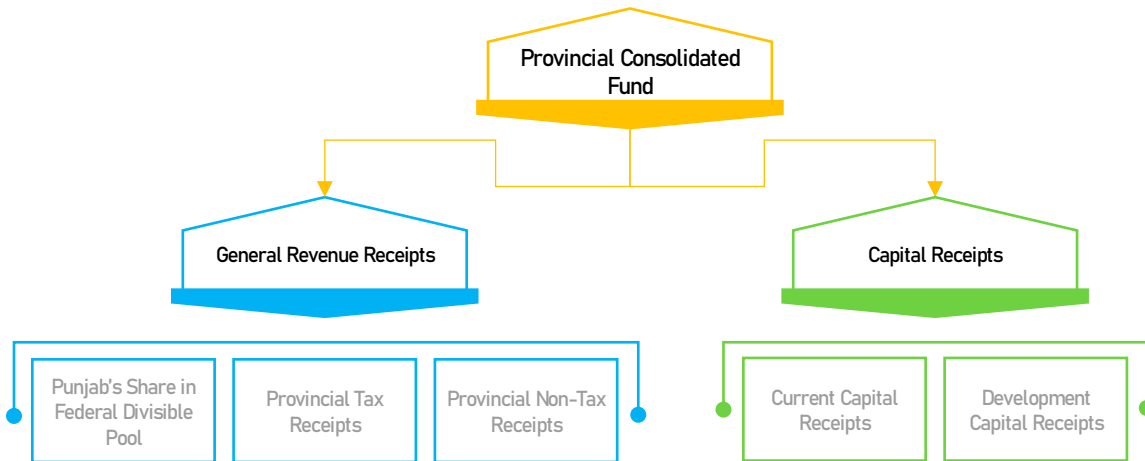 Provincial Consolidated
Fund
General Revenue Receipts
Capital Receipts
Punjab's Share in
Federal Divisible
Pool
Provincial Tax
Receipts
Provincial Non-Tax
Receipts
Current Capital
Receipts
Development
Capital Receipts